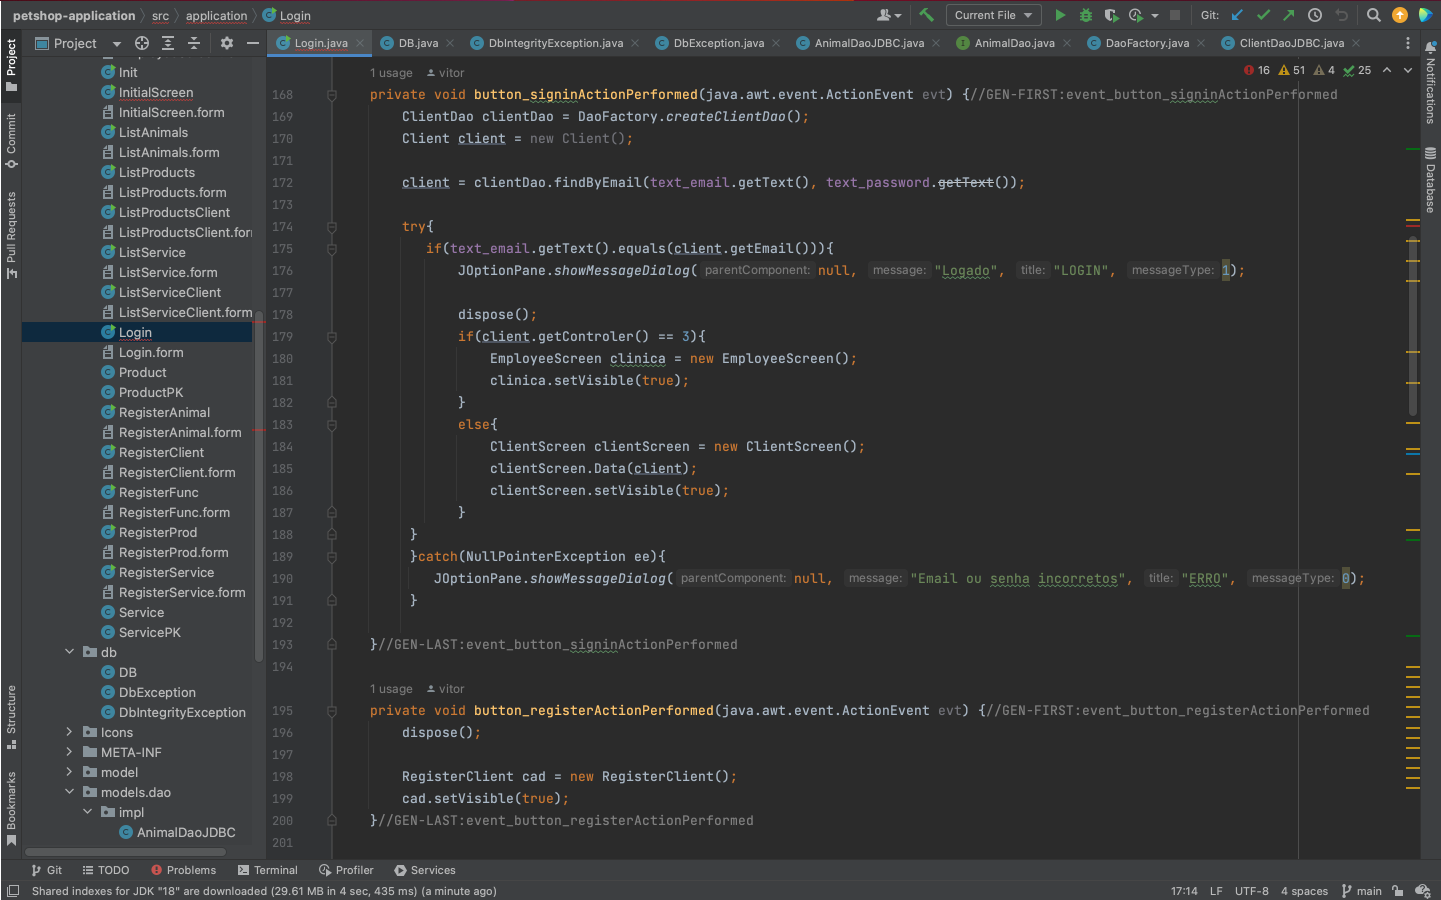 petshop-application › src › application › Login
Current File
Git:
Project
Login.java
DB.java
DbIntegrityException.java
DbException.java
AnimalDaoJDBC.java
AnimalDao.java
DaoFactory.java
ClientDaoJDBC.java
Project
Commit
Pull Requests
Structure
Bookmarks
Init
InitialScreen
InitialScreen.form
ListAnimals
ListAnimals.form
ListProducts
ListProducts.form
ListProductsClient
ListProductsClient.for
ListService
ListService.form
ListServiceClient
ListServiceClient.form
Login
Login.form
Product
ProductPK
RegisterAnimal
RegisterAnimal.form
RegisterClient
RegisterClient.form
RegisterFunc
RegisterFunc.form
RegisterProd
RegisterProd.form
RegisterService
RegisterService.form
Service
ServicePK
db
DB
DbException
DbIntegrityException
Icons
META-INF
model
models.dao
impl
AnimalDaoJDBC
16 51 4 25
1 usage vitor
168 private void button_signinActionPerformed(java.awt.event.ActionEvent evt) {//GEN-FIRST:event_button_signinActionPerformed
169 ClientDao clientDao = DaoFactory.createClientDao();
170 Client client = new Client();
171
172 client = clientDao.findByEmail(text_email.getText(), text_password.getText());
173
174 try{
175 if(text_email.getText().equals(client.getEmail())){
176 JOptionPane.showMessageDialog( parentComponent: null, message: "Logado", title: "LOGIN", messageType: 1);
177
178 dispose();
179 if(client.getControler() == 3){
180 EmployeeScreen clinica = new EmployeeScreen();
181 clinica.setVisible(true);
182 }
183 else{
184 ClientScreen clientScreen = new ClientScreen();
185 clientScreen.Data(client);
186 clientScreen.setVisible(true);
187 }
188 }
189 }catch(NullPointerException ee){
190 JOptionPane.showMessageDialog( parentComponent: null, message: "Email ou senha incorretos", title: "ERRO", messageType: 0);
191 }
192
193 }//GEN-LAST:event_button_signinActionPerformed
194
1 usage vitor
195 private void button_registerActionPerformed(java.awt.event.ActionEvent evt) {//GEN-FIRST:event_button_registerActionPerformed
196 dispose();
197
198 RegisterClient cad = new RegisterClient();
199 cad.setVisible(true);
200 }//GEN-LAST:event_button_registerActionPerformed
201
Notifications
Database
Git
TODO
Problems
Terminal
Profiler
Services
Shared indexes for JDK "18" are downloaded (29.61 MB in 4 sec, 435 ms) (a minute ago)
17:14 LF UTF-8 4 spaces main